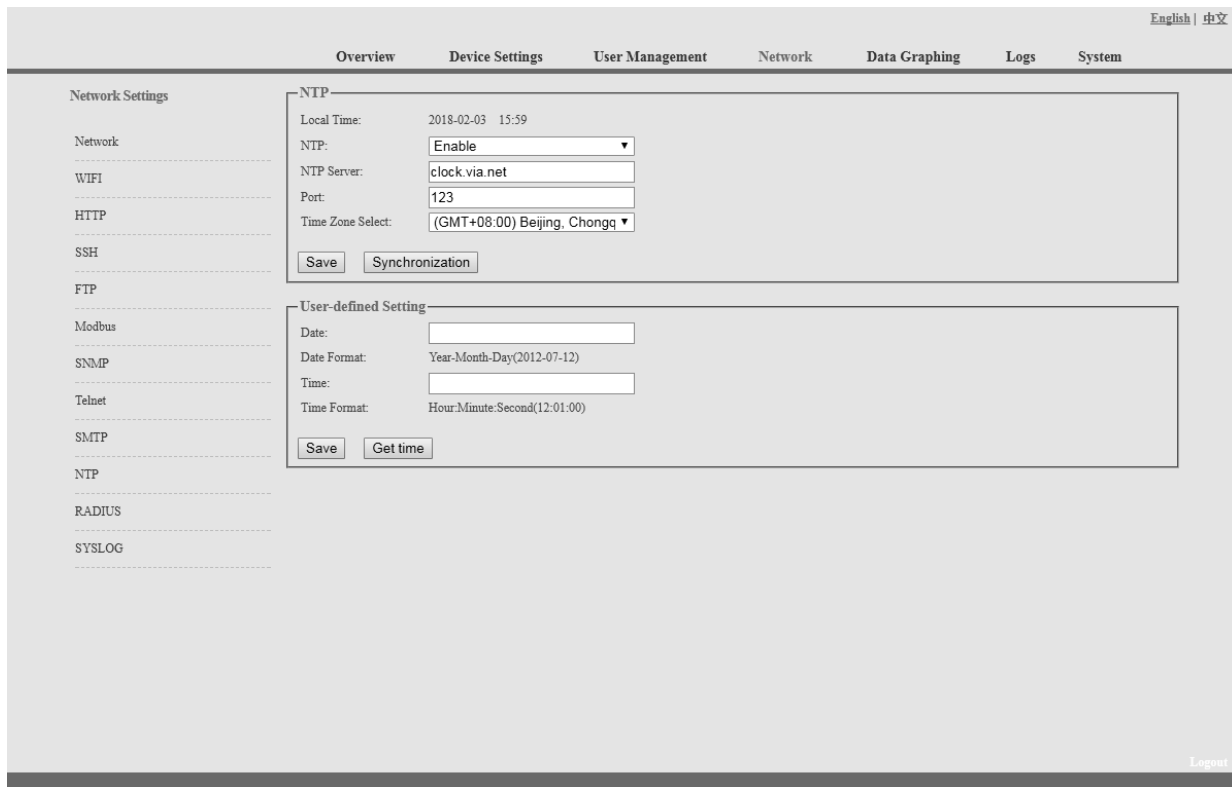 English | 中文
Overview Device Settings User Management Network Data Graphing Logs System
Network Settings
Network
WIFI
HTTP
SSH
FTP
Modbus
SNMP
Telnet
SMTP
NTP
RADIUS
SYSLOG
NTP
Local Time: 2018-02-03 15:59
NTP: Enable
NTP Server: clock.via.net
Port: 123
Time Zone Select: (GMT+08:00) Beijing, Chongq
Save Synchronization
User-defined Setting
Date:
Date Format: Year-Month-Day(2012-07-12)
Time:
Time Format: Hour:Minute:Second(12:01:00)
Save Get time
Logout